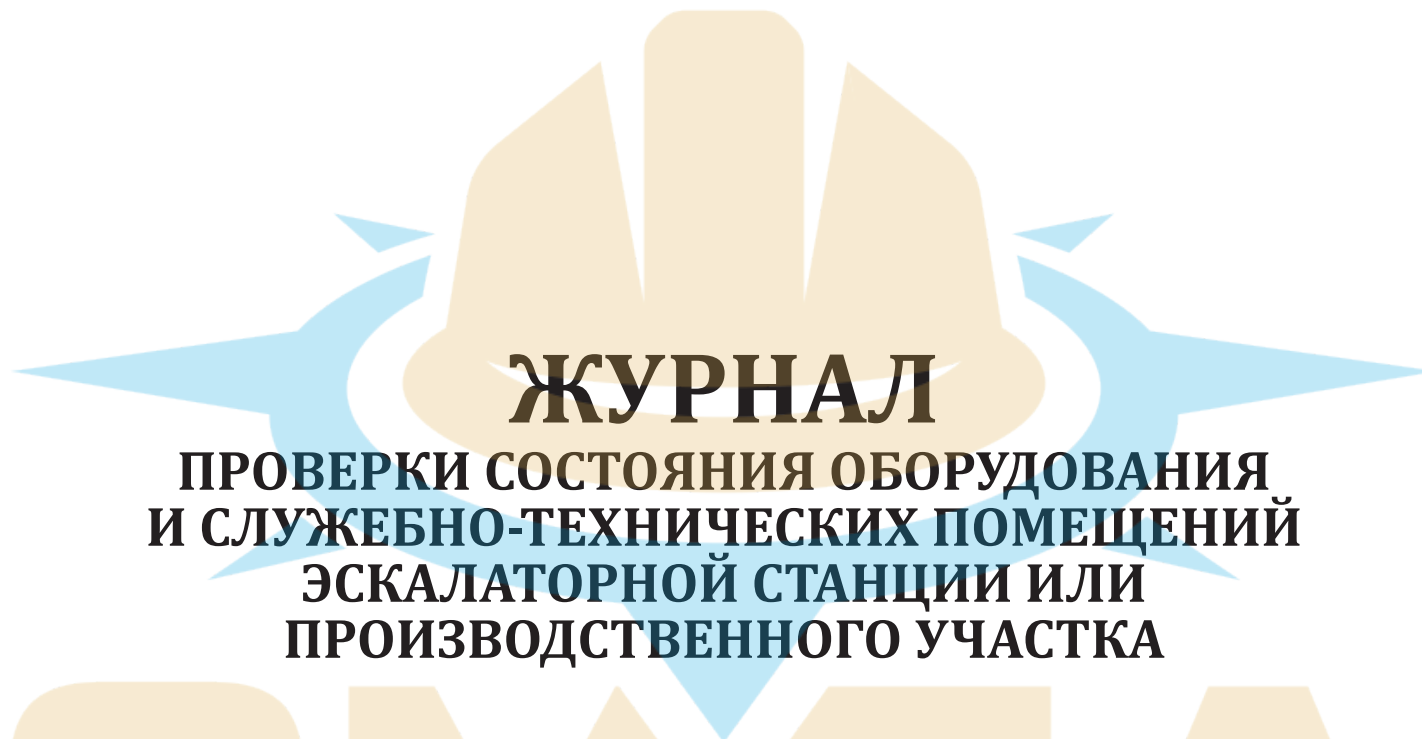 ЖУРНАЛ
ПРОВЕРКИ СОСТОЯНИЯ ОБОРУДОВАНИЯ
И СЛУЖЕБНО-ТЕХНИЧЕСКИХ ПОМЕЩЕНИЙ
ЭСКАЛАТОРНОЙ СТАНЦИИ ИЛИ
ПРОИЗВОДСТВЕННОГО УЧАСТКА